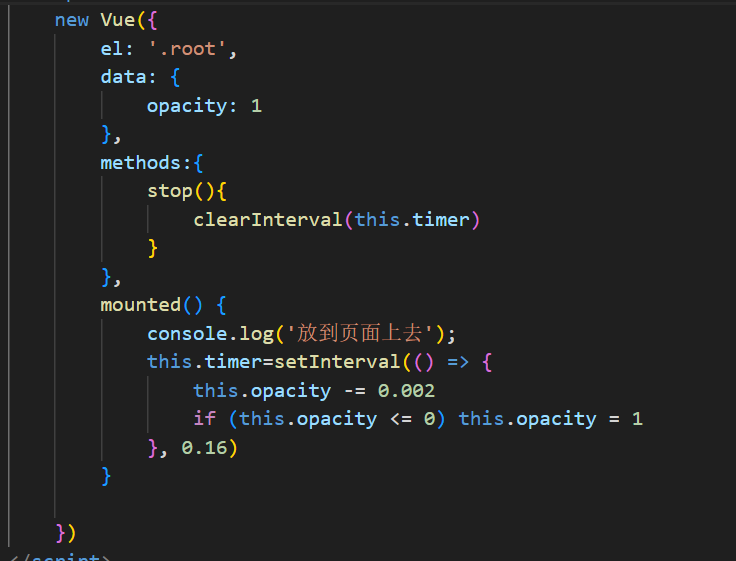 new Vue({
el: '.root',
data: {
opacity: 1
},
methods:{
stop(){
clearInterval(this.timer)
}
},
mounted() {
console.log('放到页面上去');
this.timer=setInterval(() => {
this.opacity -= 0.002
if (this.opacity <= 0) this.opacity = 1
}, 0.16)
}
})
</script>